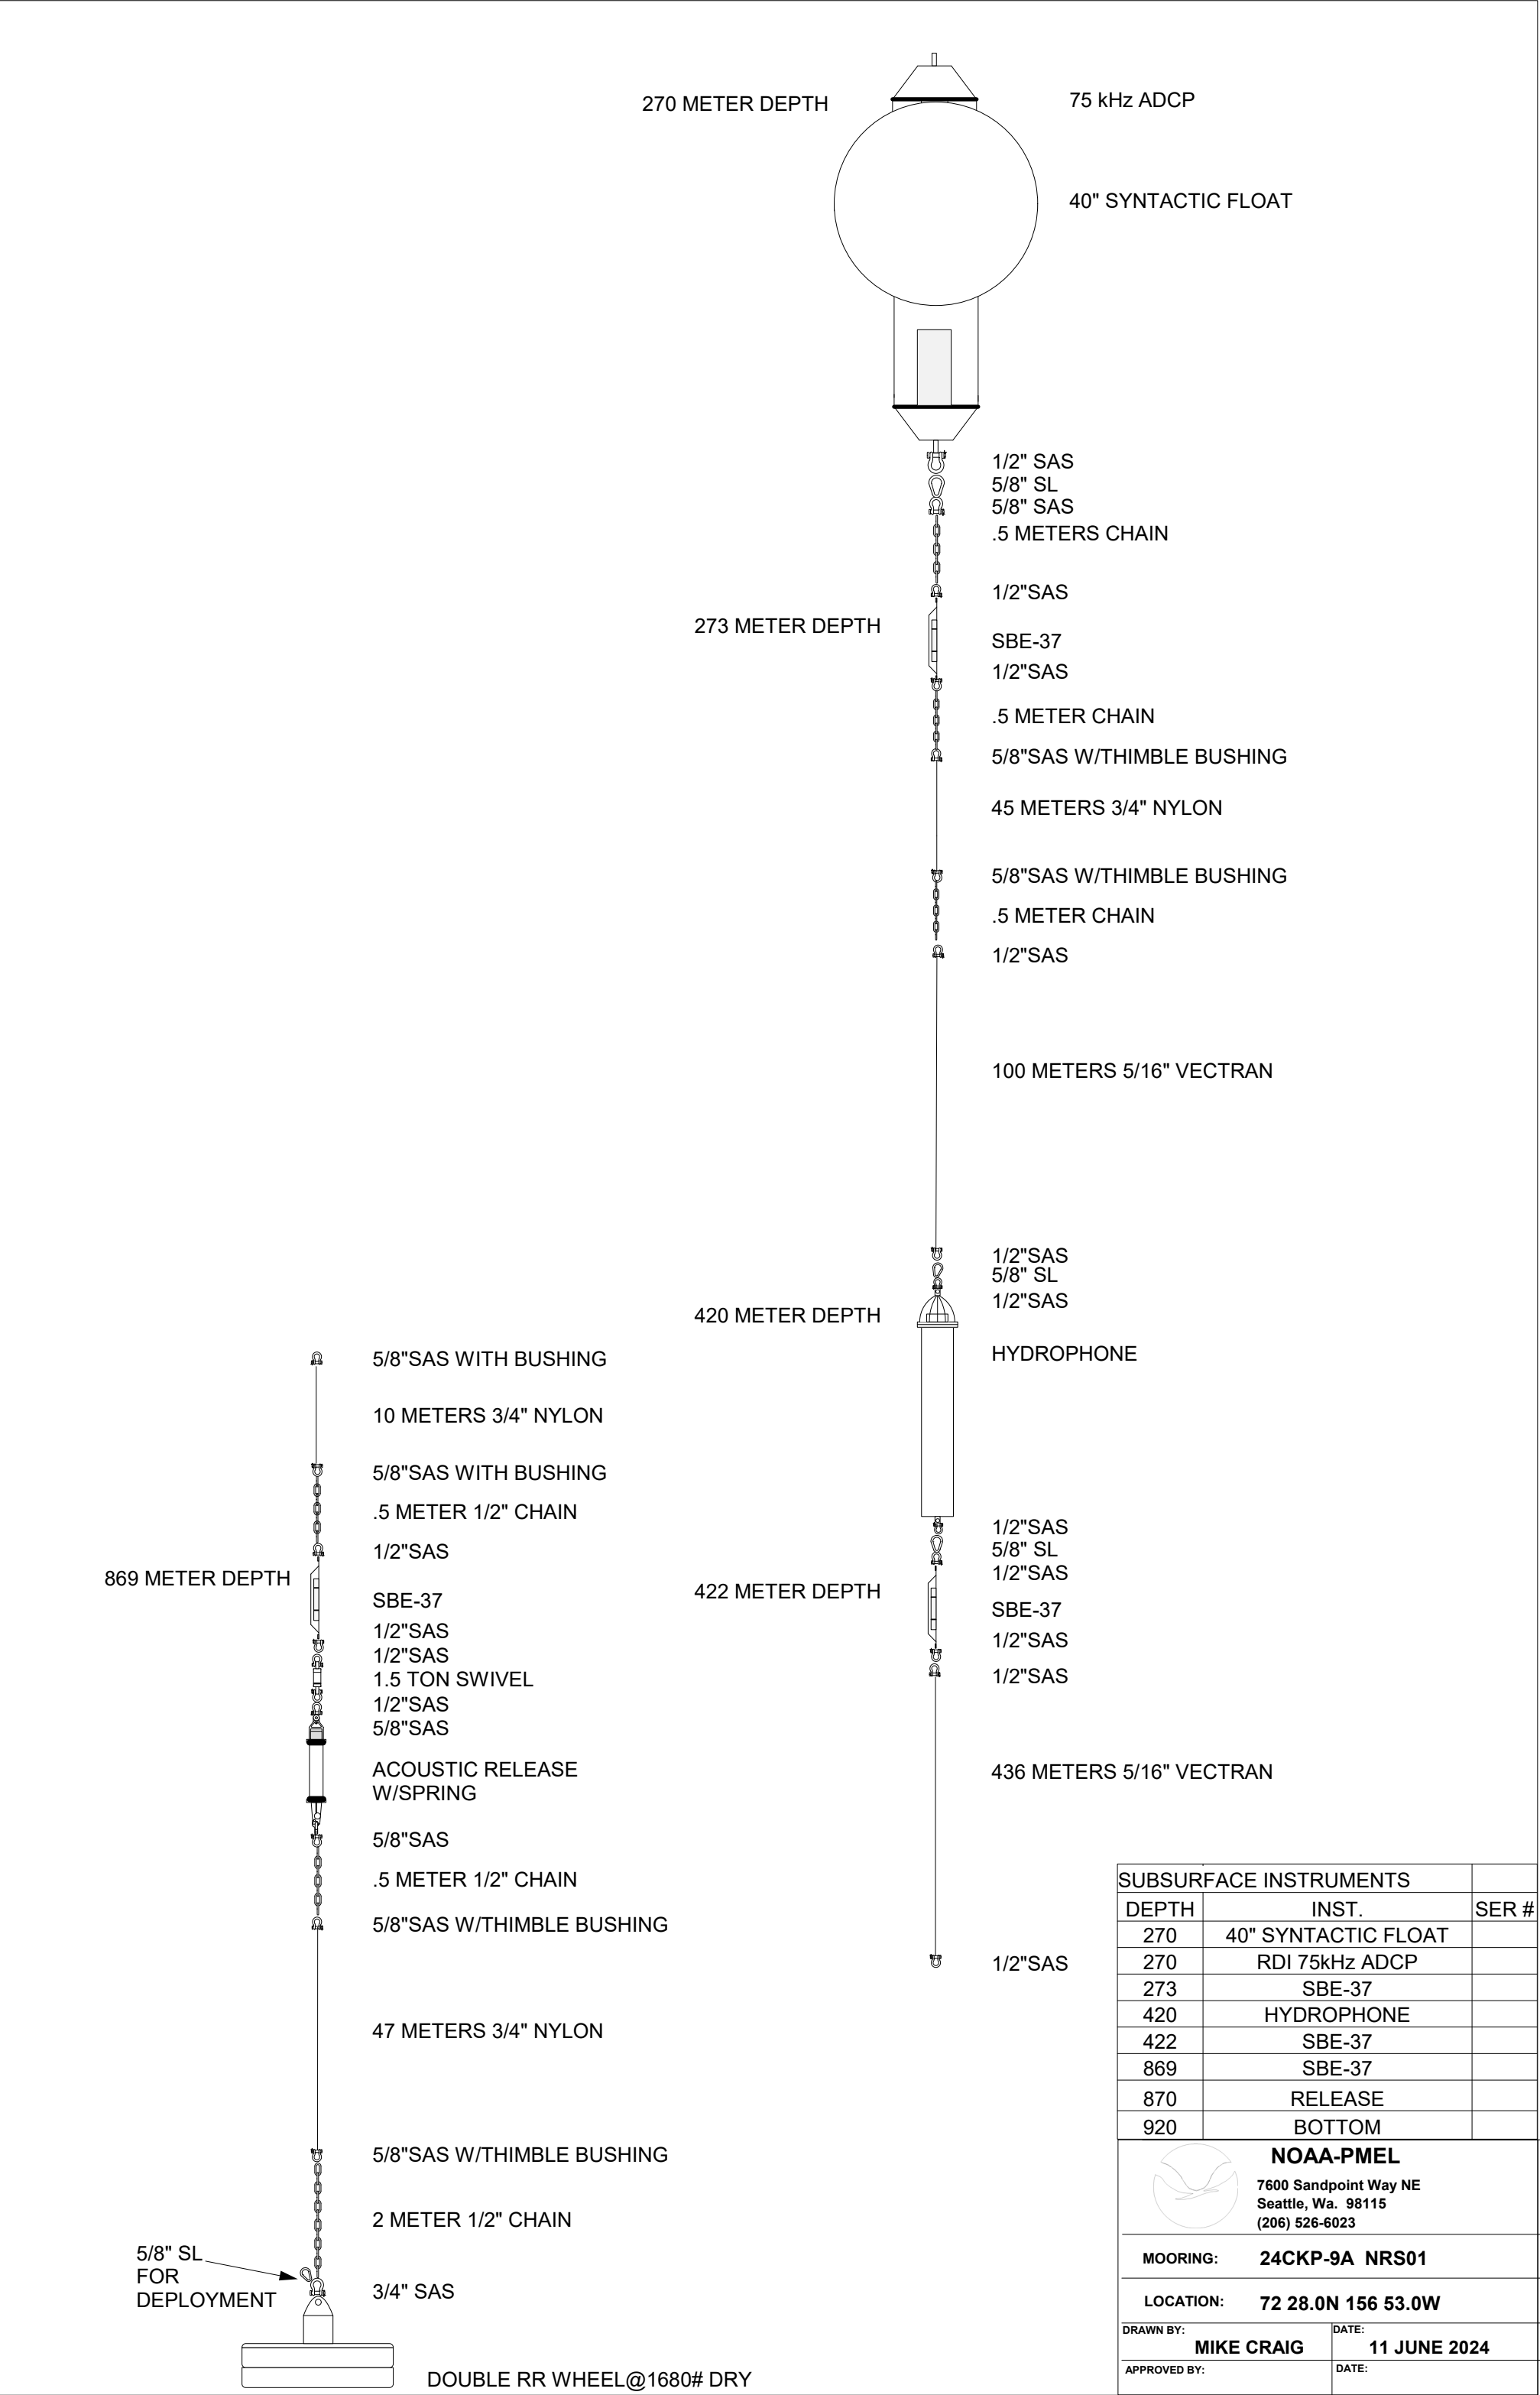 270 METER DEPTH
75 kHz ADCP
40" SYNTACTIC FLOAT
1/2" SAS
5/8" SL
5/8" SAS
.5 METERS CHAIN
1/2"SAS
273 METER DEPTH
SBE-37
1/2"SAS
.5 METER CHAIN
5/8"SAS W/THIMBLE BUSHING
45 METERS 3/4" NYLON
5/8"SAS W/THIMBLE BUSHING
.5 METER CHAIN
1/2"SAS
100 METERS 5/16" VECTRAN
1/2"SAS
5/8" SL
1/2"SAS
420 METER DEPTH
HYDROPHONE
1/2"SAS
5/8" SL
1/2"SAS
422 METER DEPTH
SBE-37
1/2"SAS
1/2"SAS
436 METERS 5/16" VECTRAN
1/2"SAS
5/8"SAS WITH BUSHING
10 METERS 3/4" NYLON
5/8"SAS WITH BUSHING
.5 METER 1/2" CHAIN
1/2"SAS
869 METER DEPTH
SBE-37
1/2"SAS
1/2"SAS
1.5 TON SWIVEL
1/2"SAS
5/8"SAS
ACOUSTIC RELEASE
W/SPRING
5/8"SAS
.5 METER 1/2" CHAIN
5/8"SAS W/THIMBLE BUSHING
47 METERS 3/4" NYLON
5/8"SAS W/THIMBLE BUSHING
2 METER 1/2" CHAIN
5/8" SL
FOR
DEPLOYMENT
3/4" SAS
DOUBLE RR WHEEL@1680# DRY
SUBSURFACE INSTRUMENTS
DEPTH INST. SER #
270 40" SYNTACTIC FLOAT
270 RDI 75kHz ADCP
273 SBE-37
420 HYDROPHONE
422 SBE-37
869 SBE-37
870 RELEASE
920 BOTTOM
NOAA-PMEL
7600 Sandpoint Way NE
Seattle, Wa. 98115
(206) 526-6023
MOORING: 24CKP-9A NRS01
LOCATION: 72 28.0N 156 53.0W
DRAWN BY: DATE:
MIKE CRAIG 11 JUNE 2024
APPROVED BY: DATE: